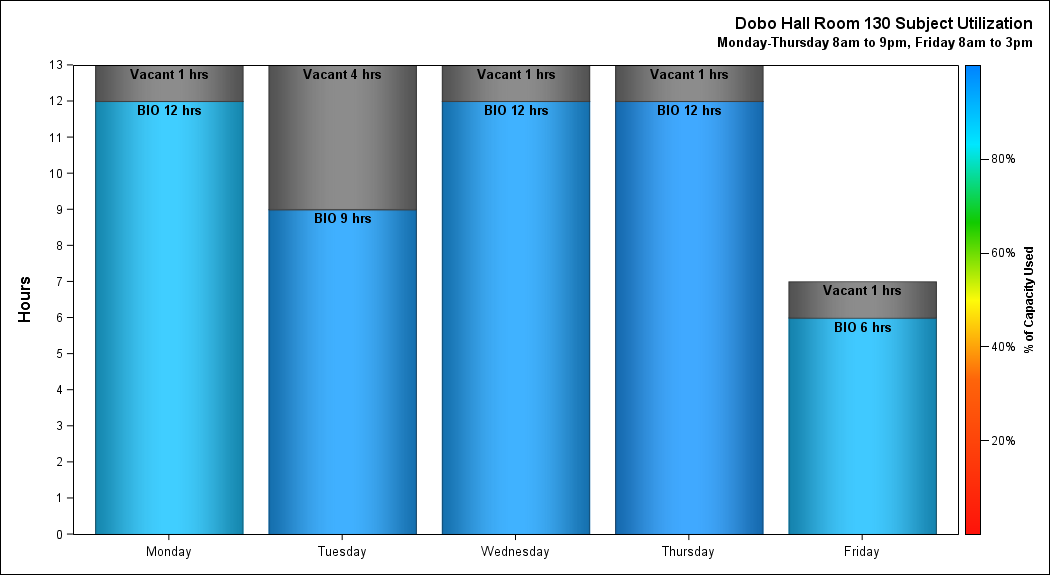 Dobo Hall Room 130 Subject Utilization
Monday-Thursday 8am to 9pm, Friday 8am to 3pm
Hours
13
12
11
10
9
8
7
6
5
4
3
2
1
0
Vacant 1 hrs
BIO 12 hrs
Vacant 4 hrs
BIO 9 hrs
Vacant 1 hrs
BIO 12 hrs
Vacant 1 hrs
BIO 12 hrs
Vacant 1 hrs
BIO 6 hrs
Monday
Tuesday
Wednesday
Thursday
Friday
80%
60%
40%
20%
% of Capacity Used